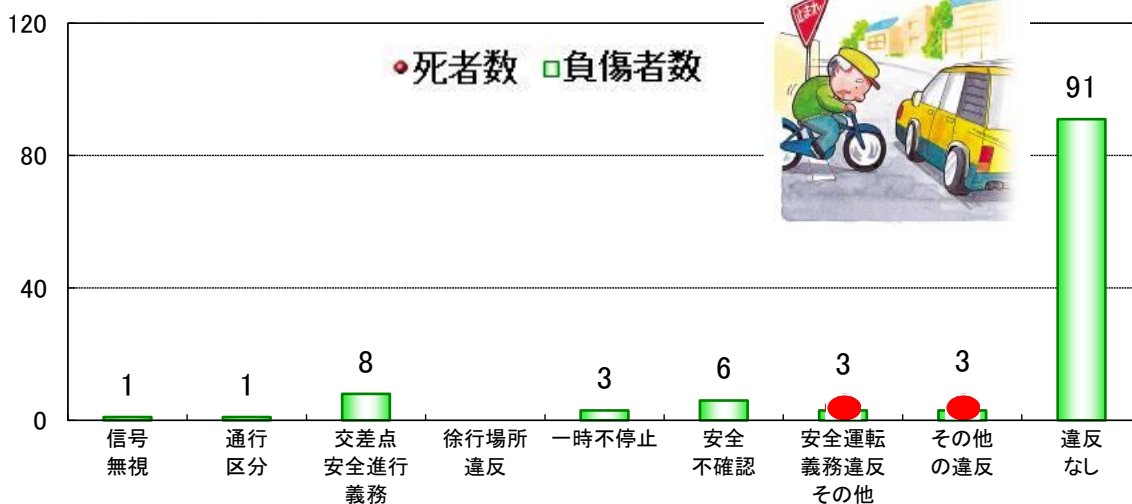 120
80
40
0
止まれ
●死者数 □負傷者数
1
1
8
3
6
3
3
91
信号
無視
通行
区分
交差点
安全進行
義務
徐行場所
違反
一時不停止
安全
不確認
安全運転
義務違反
その他
その他
の違反
違反
なし